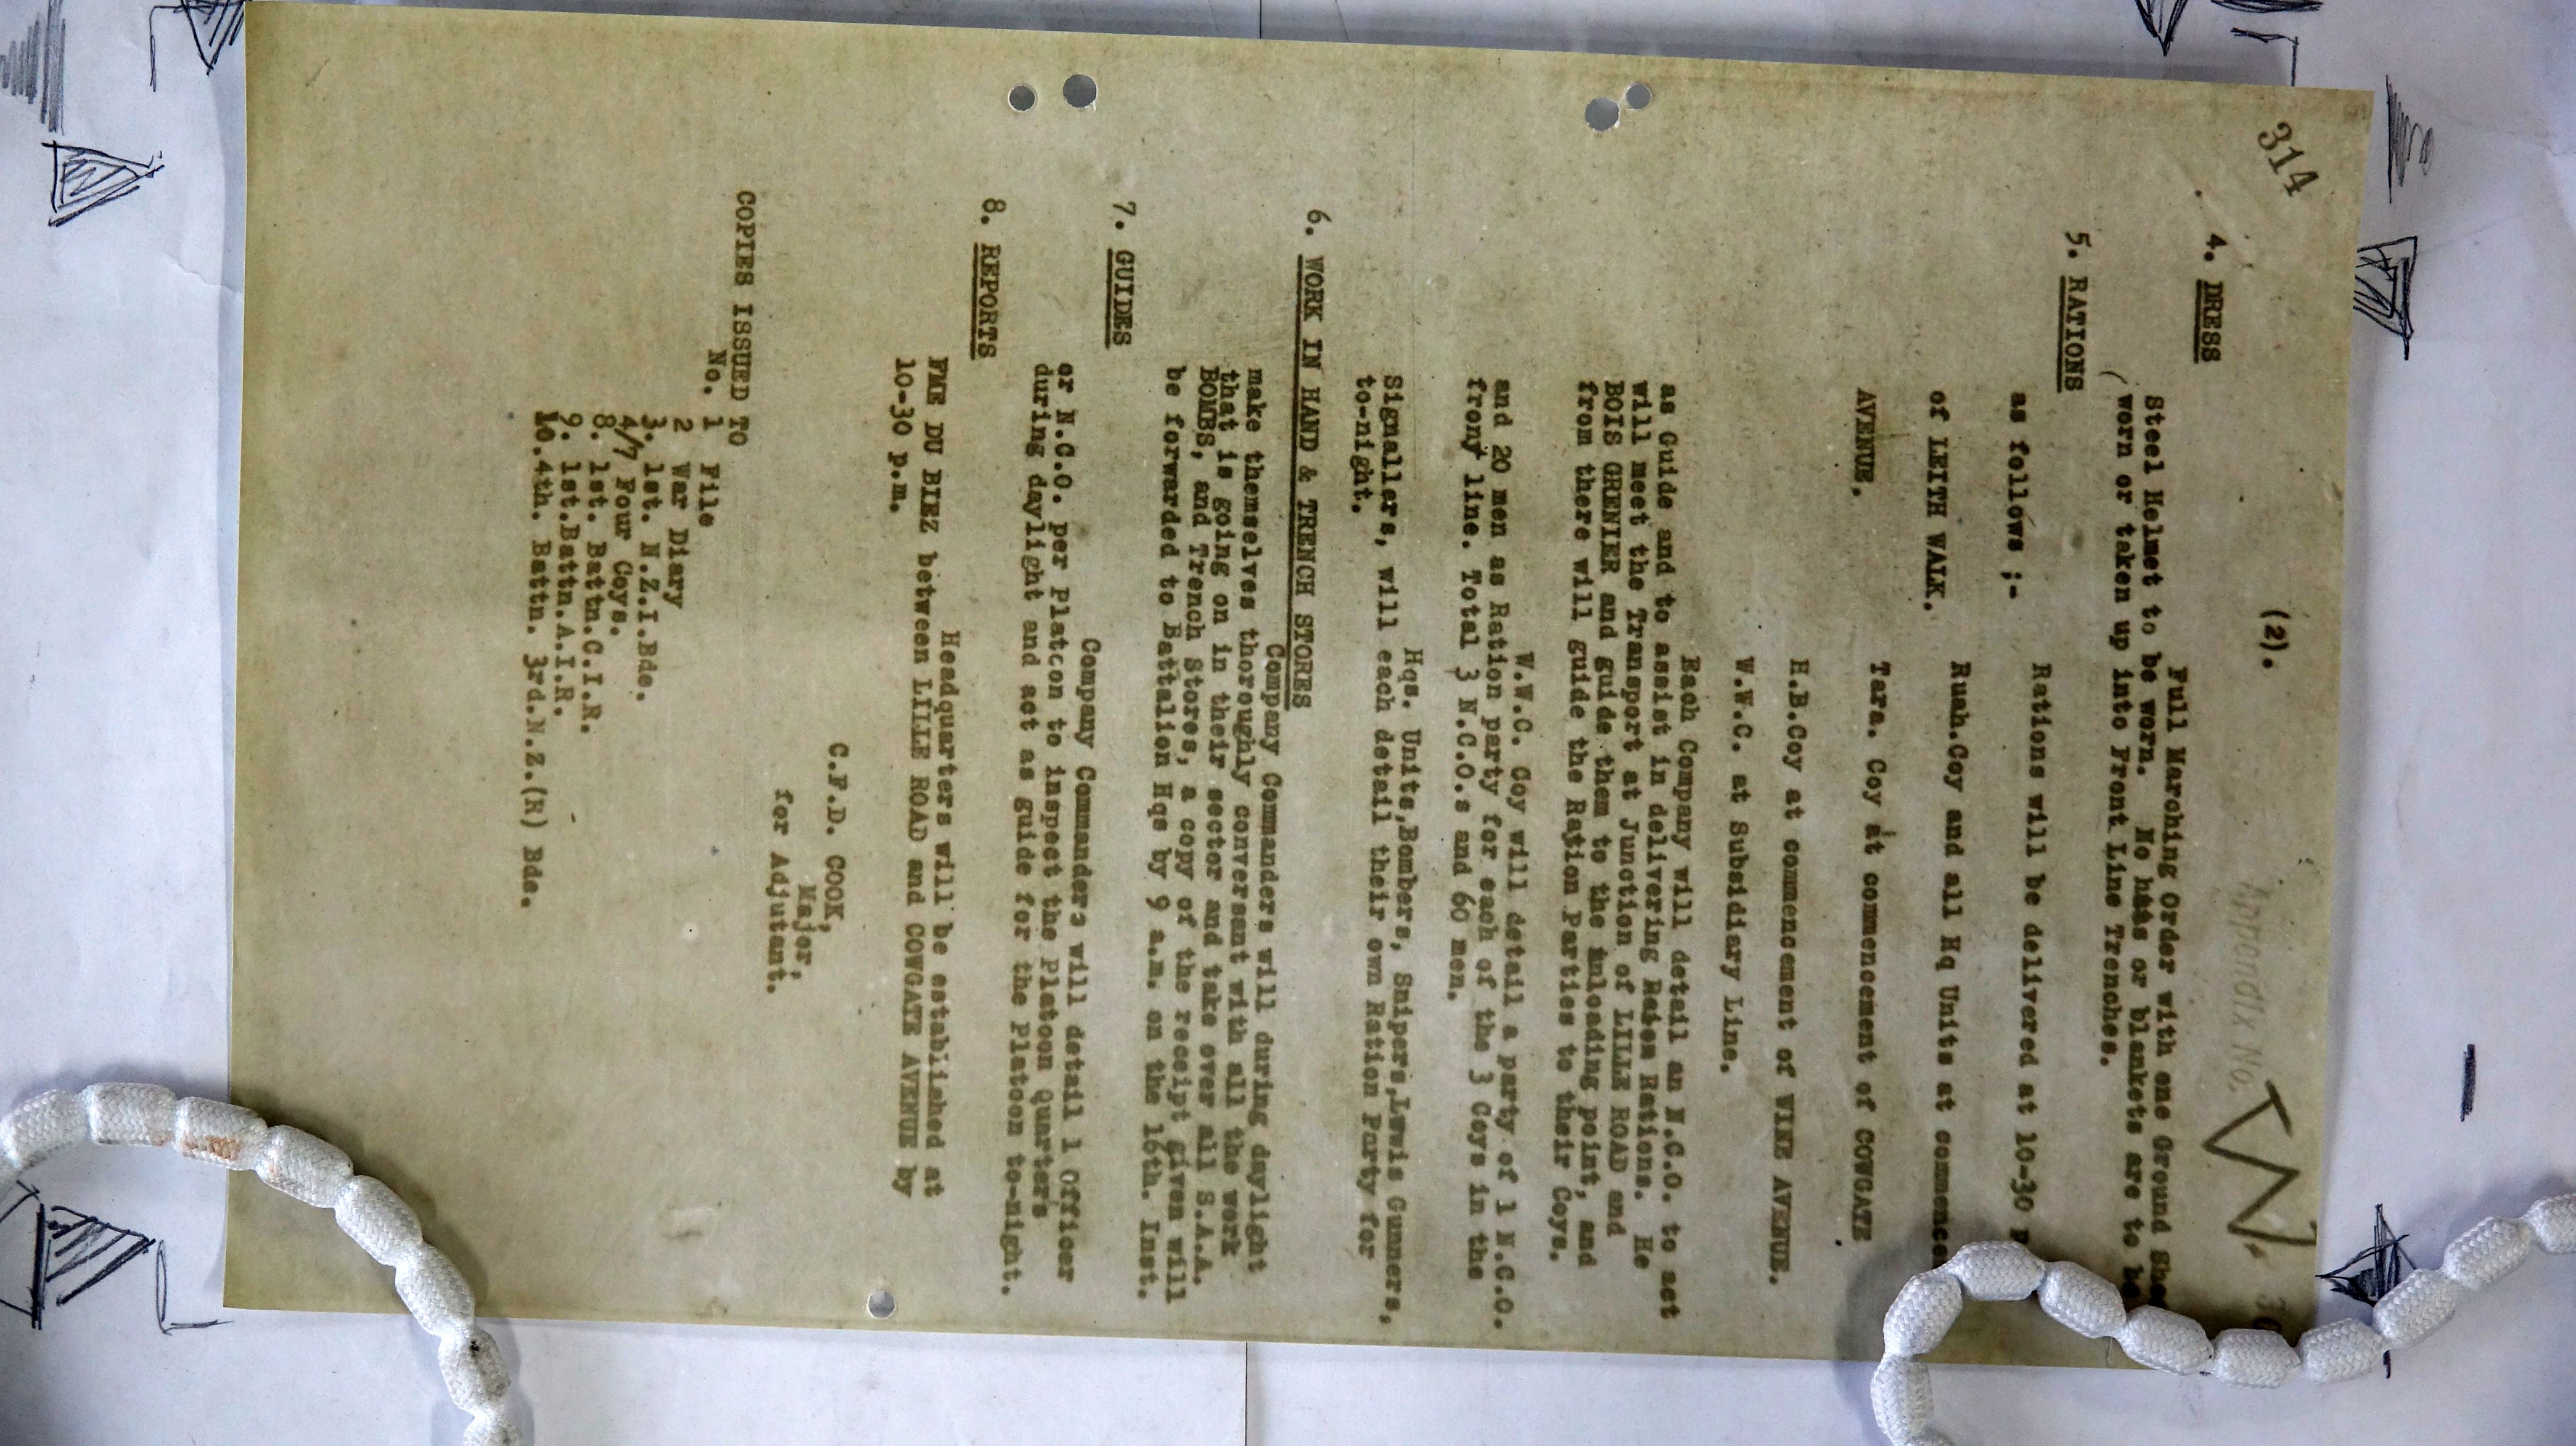 314
(2).
Appendix No. W.
4. DRESS
Full Marching Order with one Ground
Steel Helmet to be worn. No hats or blankets are to be
worn or taken up into Front Line Trenches.
5. RATIONS
Rations will be delivered at 10-30
as follows ;-
Ruah.Coy and all Hq Units at
of LEITH WALK.
Tara. Coy at commencement of COWGATE
AVENUE.
H.B.Coy at commencement of WINE AVENUE.
W.W.C. at Subsidiary Line.
Each Company will detail an N.C.O. to act
as Guide and to assist in delivering Ration Rations. He
will meet the Transport at Junction of LILLE ROAD and
BOIS GRENIER and guide them to the inloading point, and
from there will guide the Ration Parties to their Coys.
W.W.C. Coy will detail a party of 1 N.C.O.
and 20 men as Ration party for each of the 3 Coys in the
front line. Total 3 N.C.O.s and 60 men.
Hqs. Units,Bombers, Snipers,Lewis Gunners,
Signallers, will each detail their own Ration Party for
to-night.
6. WORK IN HAND & TRENCH STORES
Company Commanders will during daylight
make themselves thoroughly conversant with all the work
that is going on in their sector and take over all S.A.A.
BOMBS, and Trench Stores, a copy of the receipt given will
be forwarded to Battalion Hqs by 9 a.m. on the 16th. Inst.
7. GUIDES
Company Commanders will detail 1 Officer
or N.C.O. per Platoon to inspect the Platoon Quarters
during daylight and act as guide for the Platoon to-night.
8. REPORTS
Headquarters will be established at
FME DU BIEZ between LILLE ROAD and COWGATE AVENUE by
10-30 p.m.
C.F.D. COOK,
Major,
for Adjutant.
COPIES ISSUED TO
No. 1 File
2 War Diary
3. 1st. N.Z.I.Bde.
4/7 Four Coys.
8. 1st. Battn.C.I.R.
9. 1st.Battn.A.I.R.
10.4th. Battn. 3rd.N.Z.(R) Bde.